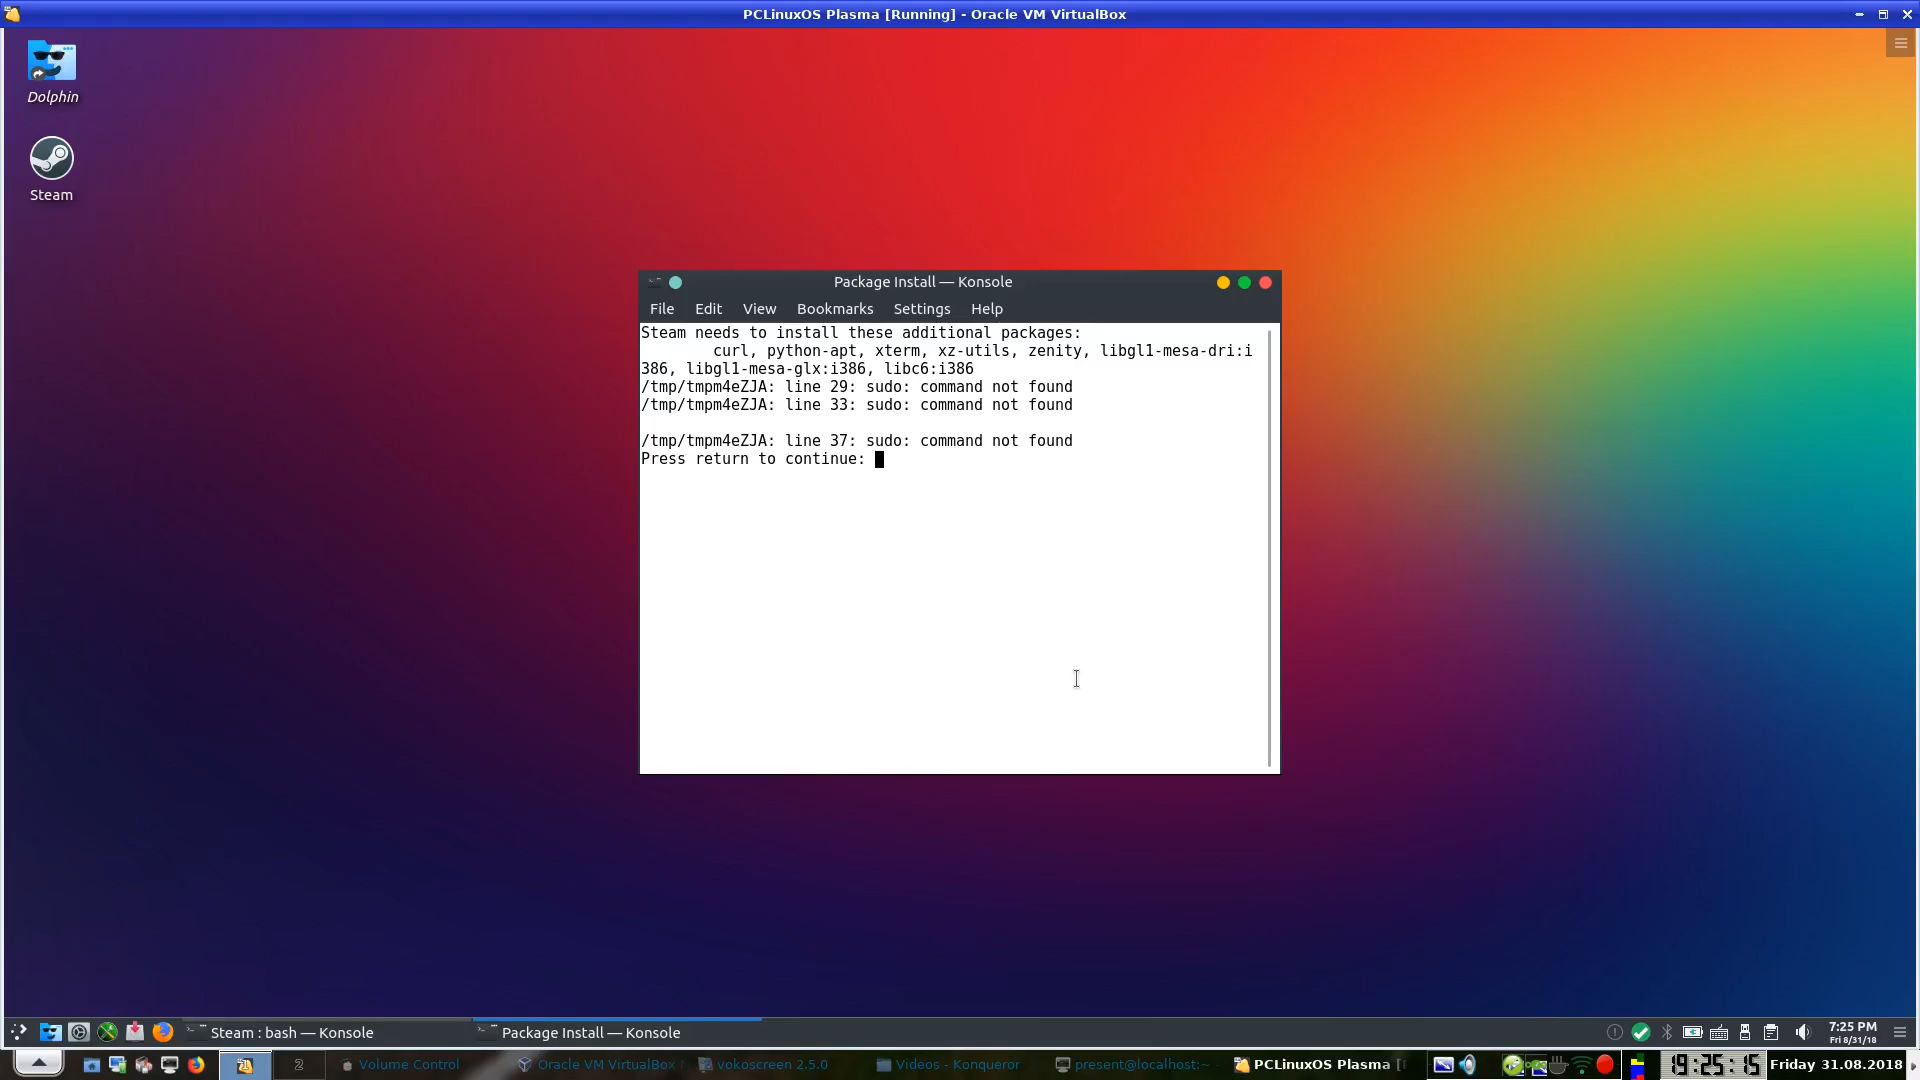 PCLinuxOS Plasma [Running] - Oracle VM VirtualBox
Dolphin
Steam
Package Install — Konsole
File Edit View Bookmarks Settings Help
Steam needs to install these additional packages:
        curl, python-apt, xterm, xz-utils, zenity, libgl1-mesa-dri:i
386, libgl1-mesa-glx:i386, libc6:i386
/tmp/tmpm4eZJA: line 29: sudo: command not found
/tmp/tmpm4eZJA: line 33: sudo: command not found
/tmp/tmpm4eZJA: line 37: sudo: command not found
Press return to continue:
Steam : bash — Konsole
Package Install — Konsole
7:25 PM
Fri 8/31/18
2
Volume Control
Oracle VM VirtualBox
vokoscreen 2.5.0
Videos - Konqueror
present@localhost:~
PCLinuxOS Plasma [
19:25:15
Friday 31.08.2018